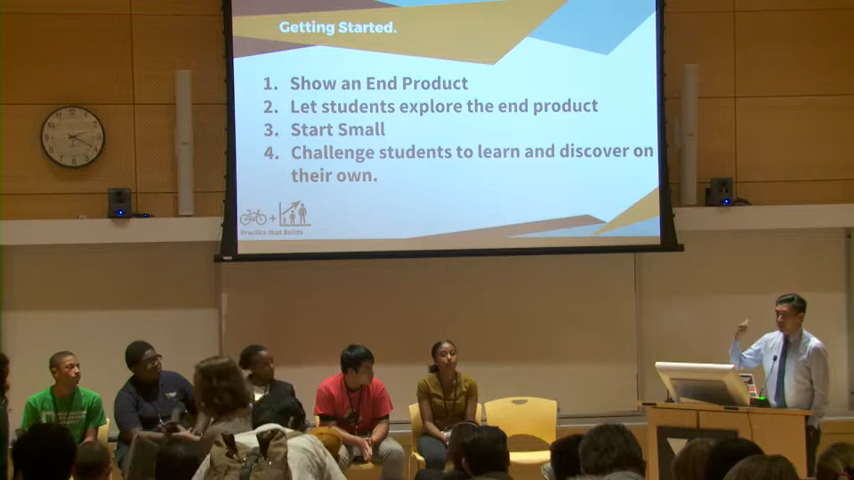 Getting Started.
1. Show an End Product
2. Let students explore the end product
3. Start Small
4. Challenge students to learn and discover on
their own.
Practice that Builds